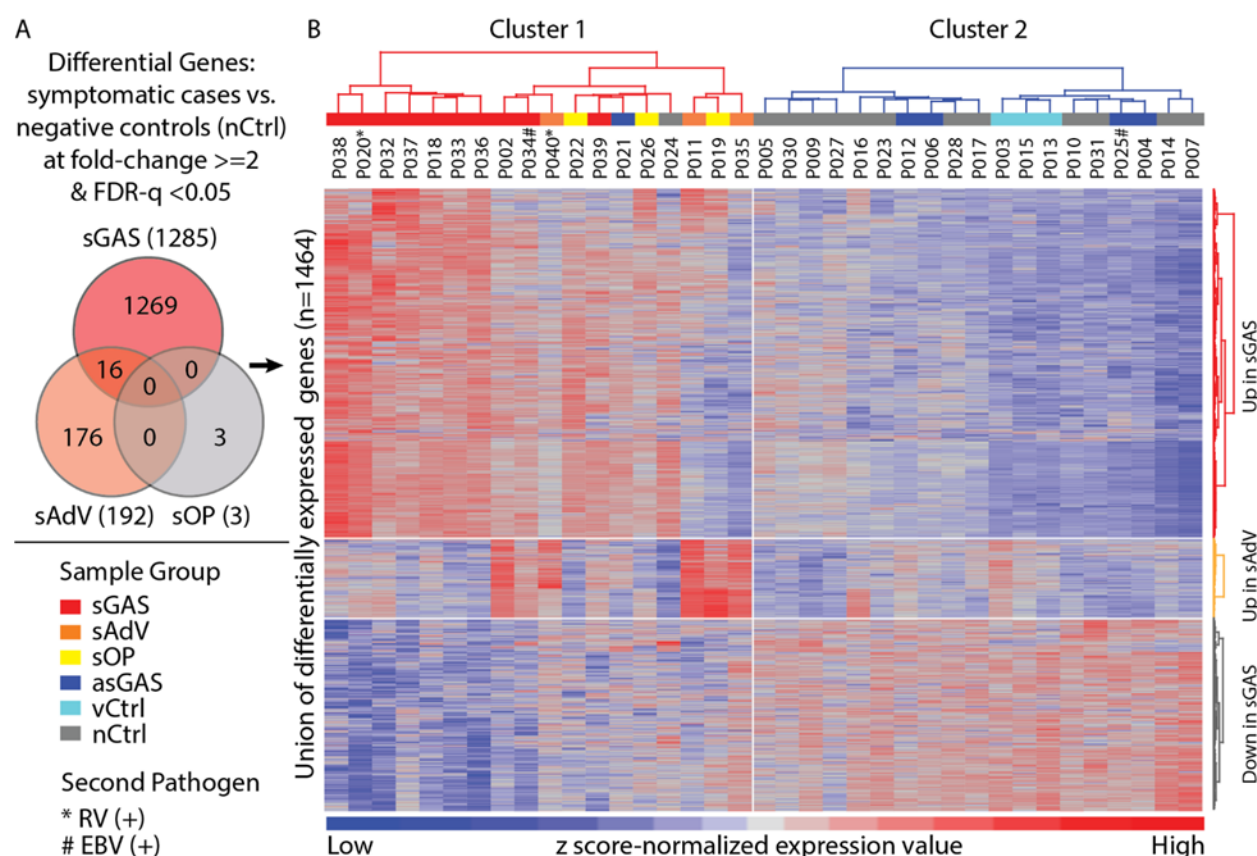 A
Differential Genes:
symptomatic cases vs.
negative controls (nCtrl)
at fold-change >=2
& FDR-q <0.05
sGAS (1285)
1269
16
0
0
176
0
3
sAdV (192) sOP (3)
Sample Group
sGAS
sAdV
sOP
asGAS
vCtrl
nCtrl
Second Pathogen
* RV (+)
# EBV (+)
B
Cluster 1
Cluster 2
P038 P020* P032 P037 P018 P033 P036 P002 P034# P040* P022 P039 P021 P026 P024 P011 P019 P035 P005 P030 P009 P027 P016 P023 P012 P006 P028 P017 P003 P015 P013 P010 P031 P025# P004 P014 P007
Union of differentially expressed genes (n=1464)
Up in sGAS
Up in sAdV
Down in sGAS
Low z score-normalized expression value High